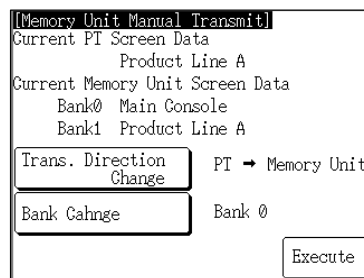 [Memory Unit Manual Transmit]
Current PT Screen Data
Product Line A
Current Memory Unit Screen Data
Bank0 Main Console
Bank1 Product Line A
Trans. Direction
Change
PT → Memory Unit
Bank Cahnge
Bank 0
Execute